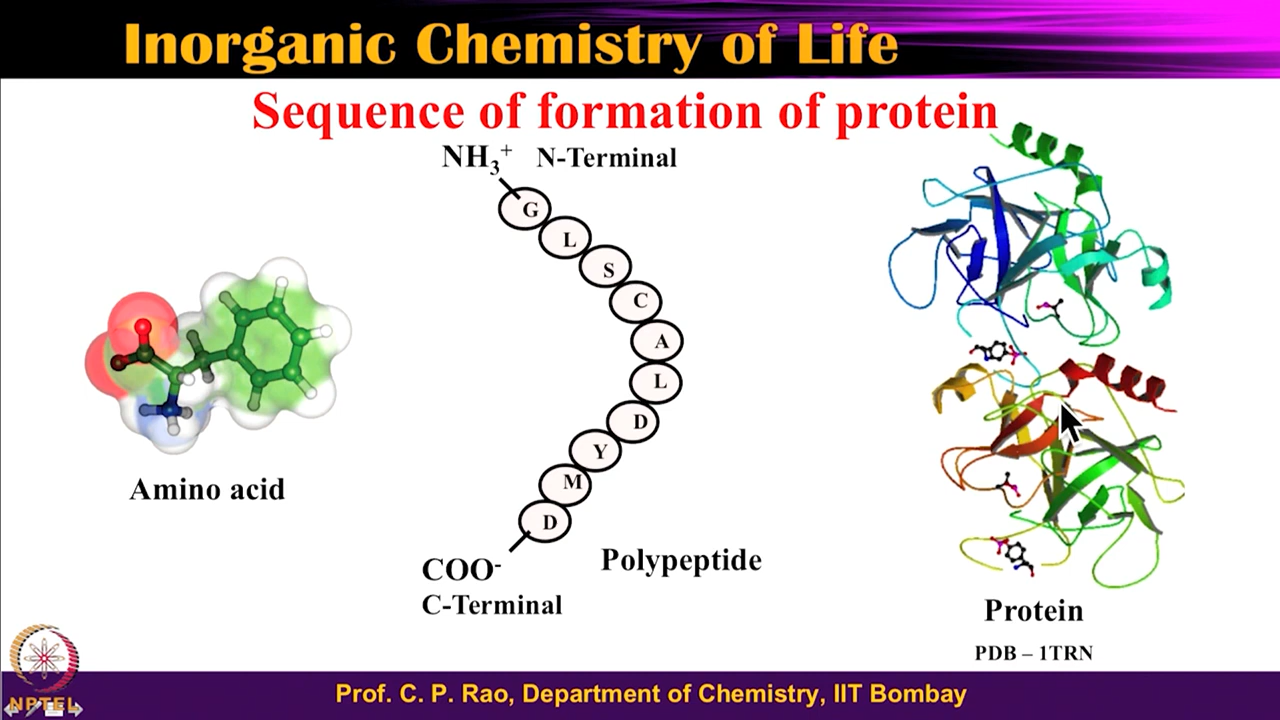 Inorganic Chemistry of Life
Sequence of formation of protein
NH₃⁺ N-Terminal
G
L
S
C
A
L
D
Y
M
D
COO⁻
C-Terminal
Amino acid
Polypeptide
Protein
PDB – 1TRN
Prof. C. P. Rao, Department of Chemistry, IIT Bombay
NPTEL